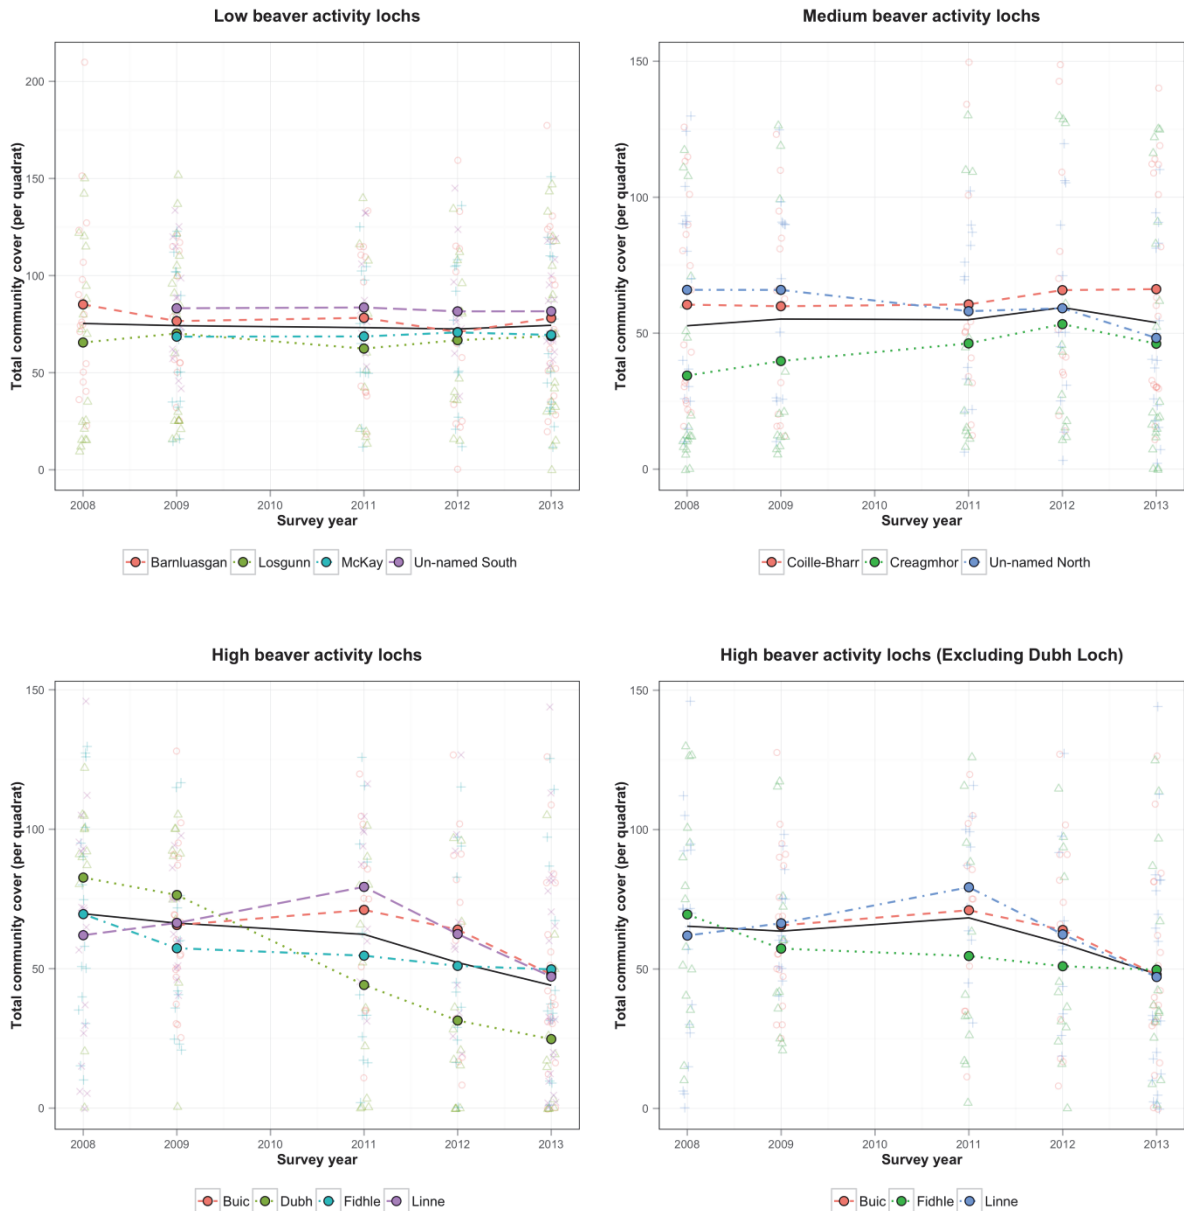 Low beaver activity lochs
Total community cover (per quadrat)
200
150
100
50
0
2008 2009 2010 2011 2012 2013
Survey year
Barnluasgan Losgunn McKay Un-named South
Medium beaver activity lochs
Total community cover (per quadrat)
150
100
50
0
2008 2009 2010 2011 2012 2013
Survey year
Coille-Bharr Creagmhor Un-named North
High beaver activity lochs
Total community cover (per quadrat)
150
100
50
0
2008 2009 2010 2011 2012 2013
Survey year
Buic Dubh Fidhle Linne
High beaver activity lochs (Excluding Dubh Loch)
Total community cover (per quadrat)
150
100
50
0
2008 2009 2010 2011 2012 2013
Survey year
Buic Fidhle Linne